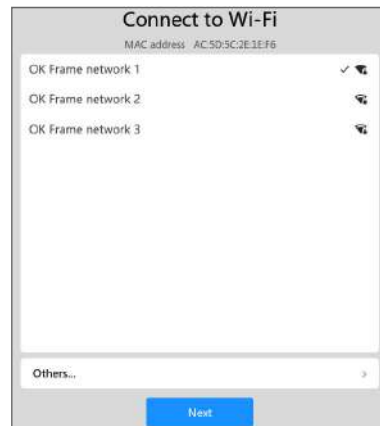 Connect to Wi-Fi
MAC address AC:5D:5C:2E:1E:F6
OK Frame network 1
OK Frame network 2
OK Frame network 3
Others...
Next